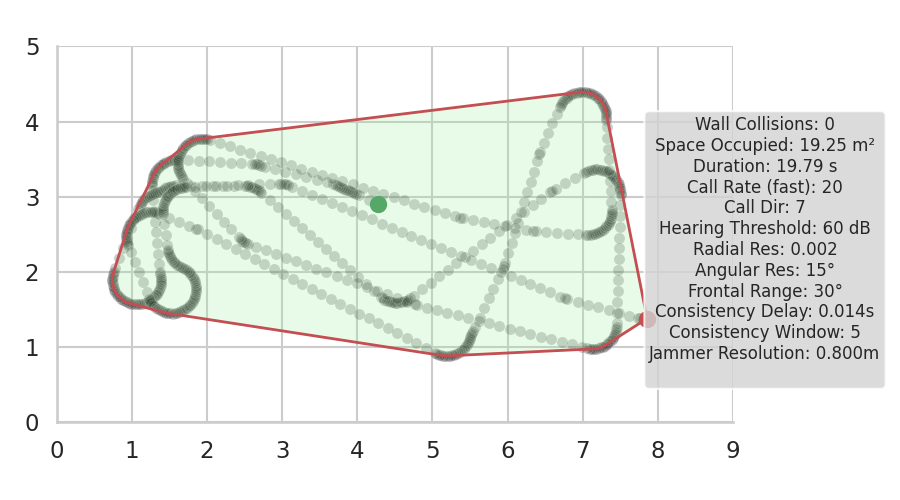 5
4
3
2
1
0
0 1 2 3 4 5 6 7 8 9
Wall Collisions: 0
Space Occupied: 19.25 m²
Duration: 19.79 s
Call Rate (fast): 20
Call Dir: 7
Hearing Threshold: 60 dB
Radial Res: 0.002
Angular Res: 15°
Frontal Range: 30°
Consistency Delay: 0.014s
Consistency Window: 5
Jammer Resolution: 0.800m